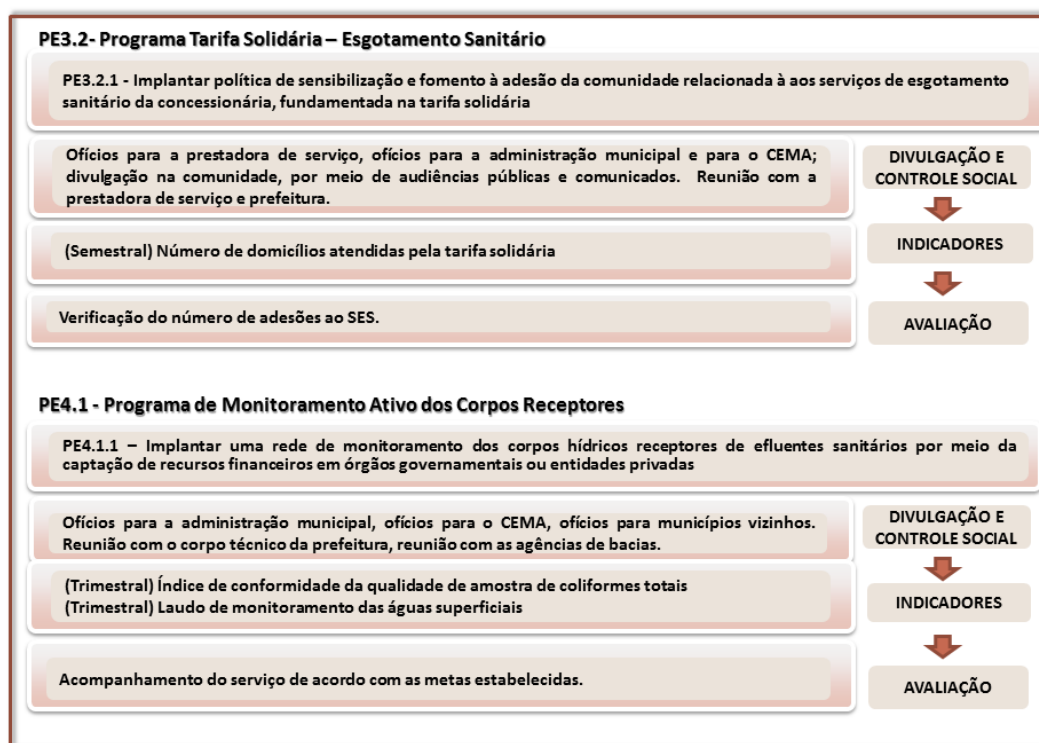 PE3.2- Programa Tarifa Solidária – Esgotamento Sanitário
PE3.2.1 - Implantar política de sensibilização e fomento à adesão da comunidade relacionada à aos serviços de esgotamento
sanitário da concessionária, fundamentada na tarifa solidária
Ofícios para a prestadora de serviço, ofícios para a administração municipal e para o CEMA;
divulgação na comunidade, por meio de audiências públicas e comunicados. Reunião com a
prestadora de serviço e prefeitura.
DIVULGAÇÃO E
CONTROLE SOCIAL
(Semestral) Número de domicílios atendidas pela tarifa solidária
INDICADORES
Verificação do número de adesões ao SES.
AVALIAÇÃO
PE4.1 - Programa de Monitoramento Ativo dos Corpos Receptores
PE4.1.1 – Implantar uma rede de monitoramento dos corpos hídricos receptores de efluentes sanitários por meio da
captação de recursos financeiros em órgãos governamentais ou entidades privadas
Ofícios para a administração municipal, ofícios para o CEMA, ofícios para municípios vizinhos.
Reunião com o corpo técnico da prefeitura, reunião com as agências de bacias.
DIVULGAÇÃO E
CONTROLE SOCIAL
(Trimestral) Índice de conformidade da qualidade de amostra de coliformes totais
(Trimestral) Laudo de monitoramento das águas superficiais
INDICADORES
Acompanhamento do serviço de acordo com as metas estabelecidas.
AVALIAÇÃO